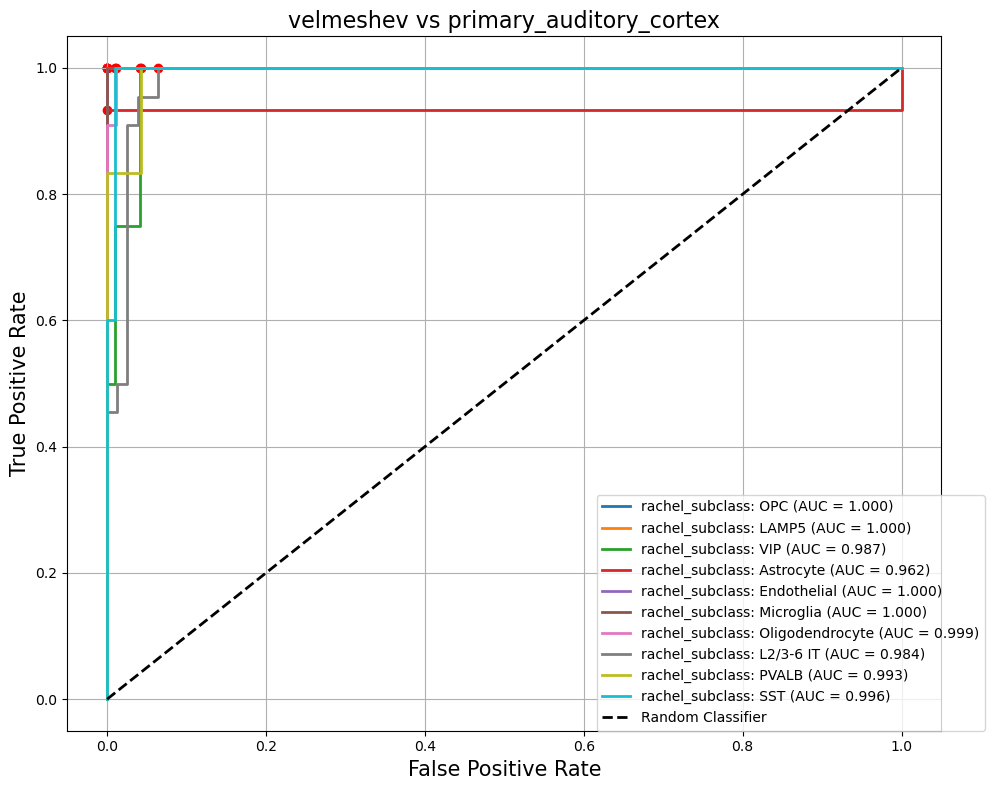 velmeshev vs primary_auditory_cortex
True Positive Rate
1.0
0.8
0.6
0.4
0.2
0.0
rachel_subclass: OPC (AUC = 1.000)
rachel_subclass: LAMP5 (AUC = 1.000)
rachel_subclass: VIP (AUC = 0.987)
rachel_subclass: Astrocyte (AUC = 0.962)
rachel_subclass: Endothelial (AUC = 1.000)
rachel_subclass: Microglia (AUC = 1.000)
rachel_subclass: Oligodendrocyte (AUC = 0.999)
rachel_subclass: L2/3-6 IT (AUC = 0.984)
rachel_subclass: PVALB (AUC = 0.993)
rachel_subclass: SST (AUC = 0.996)
Random Classifier
0.0 0.2 0.4 0.6 0.8 1.0
False Positive Rate